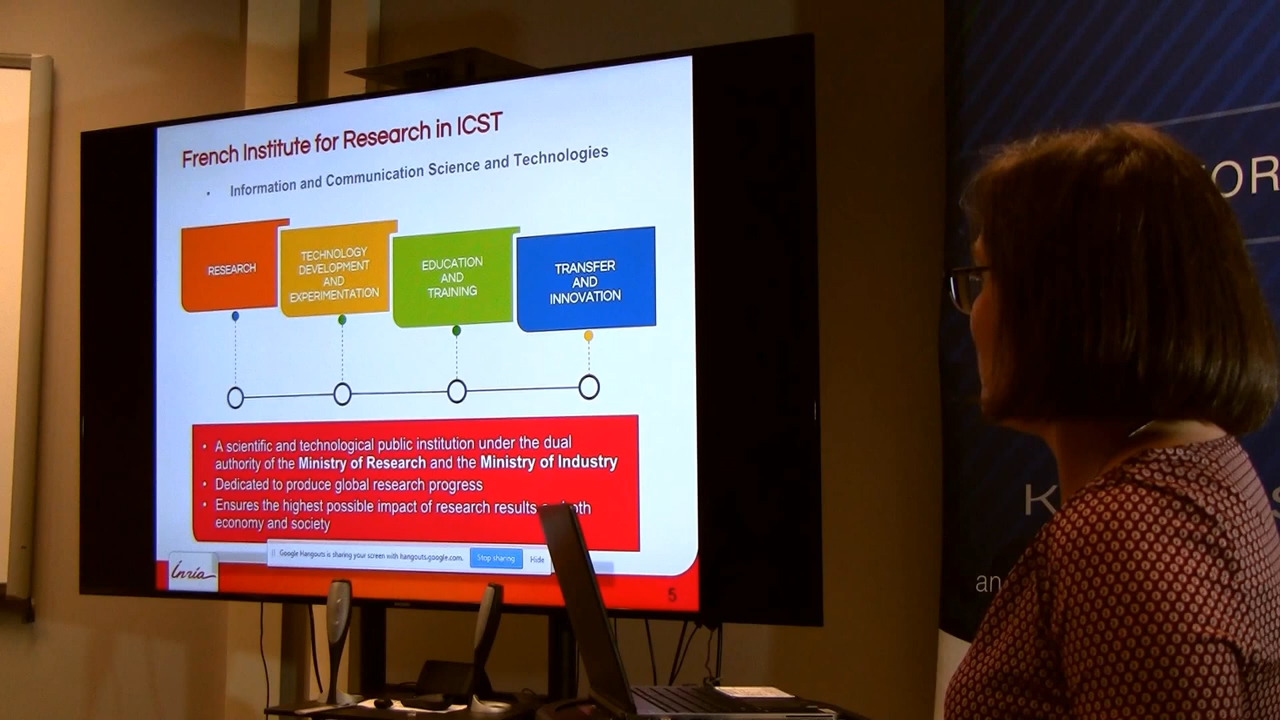 French Institute for Research in ICST
• Information and Communication Science and Technologies
RESEARCH
TECHNOLOGY
DEVELOPMENT
AND
EXPERIMENTATION
EDUCATION
AND
TRAINING
TRANSFER
AND
INNOVATION
• A scientific and technological public institution under the dual
authority of the Ministry of Research and the Ministry of Industry
• Dedicated to produce global research progress
• Ensures the highest possible impact of research results
economy and society
Google Hangouts is sharing your screen with hangouts.google.com.
Stop sharing
Hide
Inria
5
OR
K
an